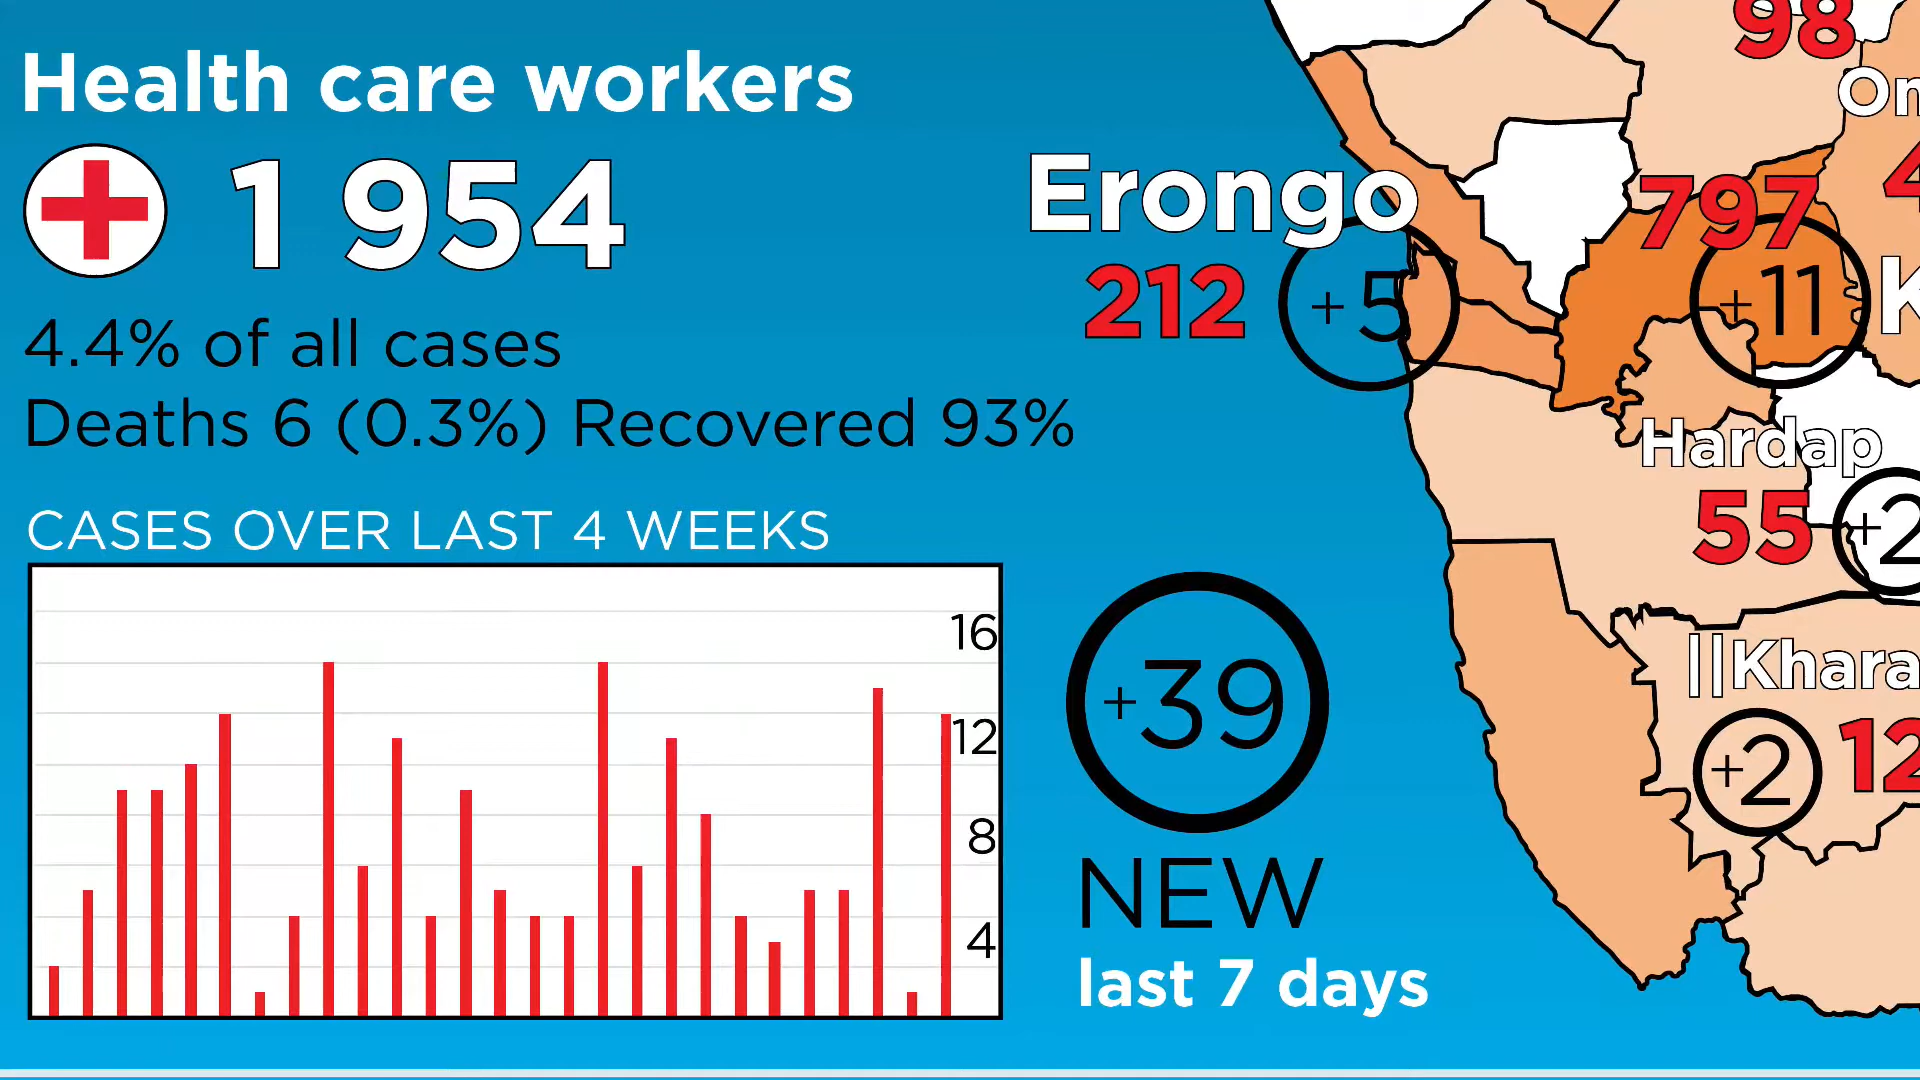 Health care workers
1 954
4.4% of all cases
Deaths 6 (0.3%) Recovered 93%
CASES OVER LAST 4 WEEKS
16
12
8
4
+39
NEW
last 7 days
98
Erongo
212
+5
797
+11
Hardap
55
+2
||Khara
+2
12